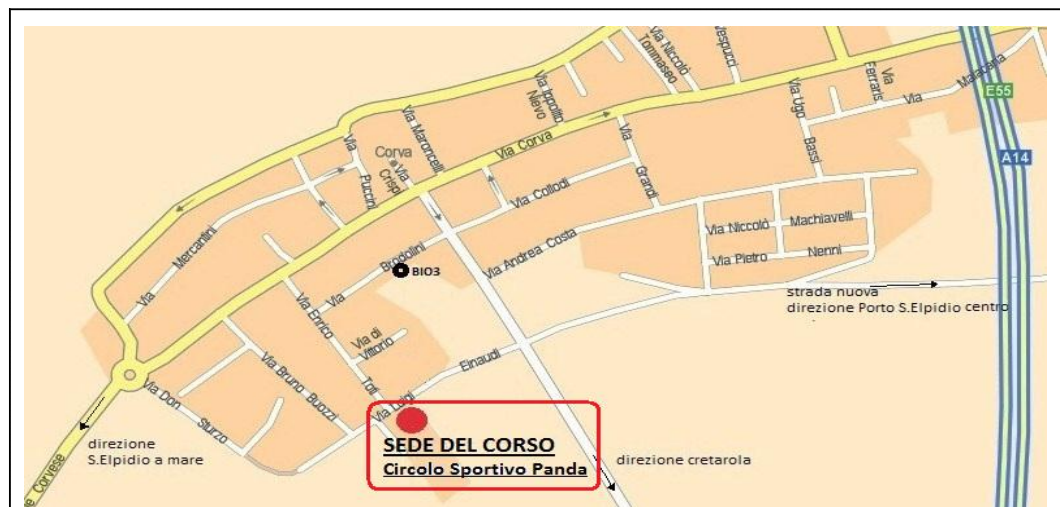 Via Niccolò
Tommaseo
Vespucci
Via
Ferraris
Via Malaparte
E55
A14
Via Ippolito
Nievo
Via Ugo
Bassi
Via Maroncelli
Via Corva
Via
Grandi
Corva
Via
Crispi
Via
Puccini
Via Collodi
Via
Mercantini
Via Niccolò Machiavelli
Via Andrea Costa
Via Pietro Nenni
Via Brodolini
BIO3
strada nuova
direzione Porto S.Elpidio centro
Via Enrico
Toti
Via di
Vittorio
Via Luigi Einaudi
Via Bruno Buozzi
Via Don
Sturzo
direzione
S.Elpidio a mare
SEDE DEL CORSO
Circolo Sportivo Panda
direzione cretarola
Corvese